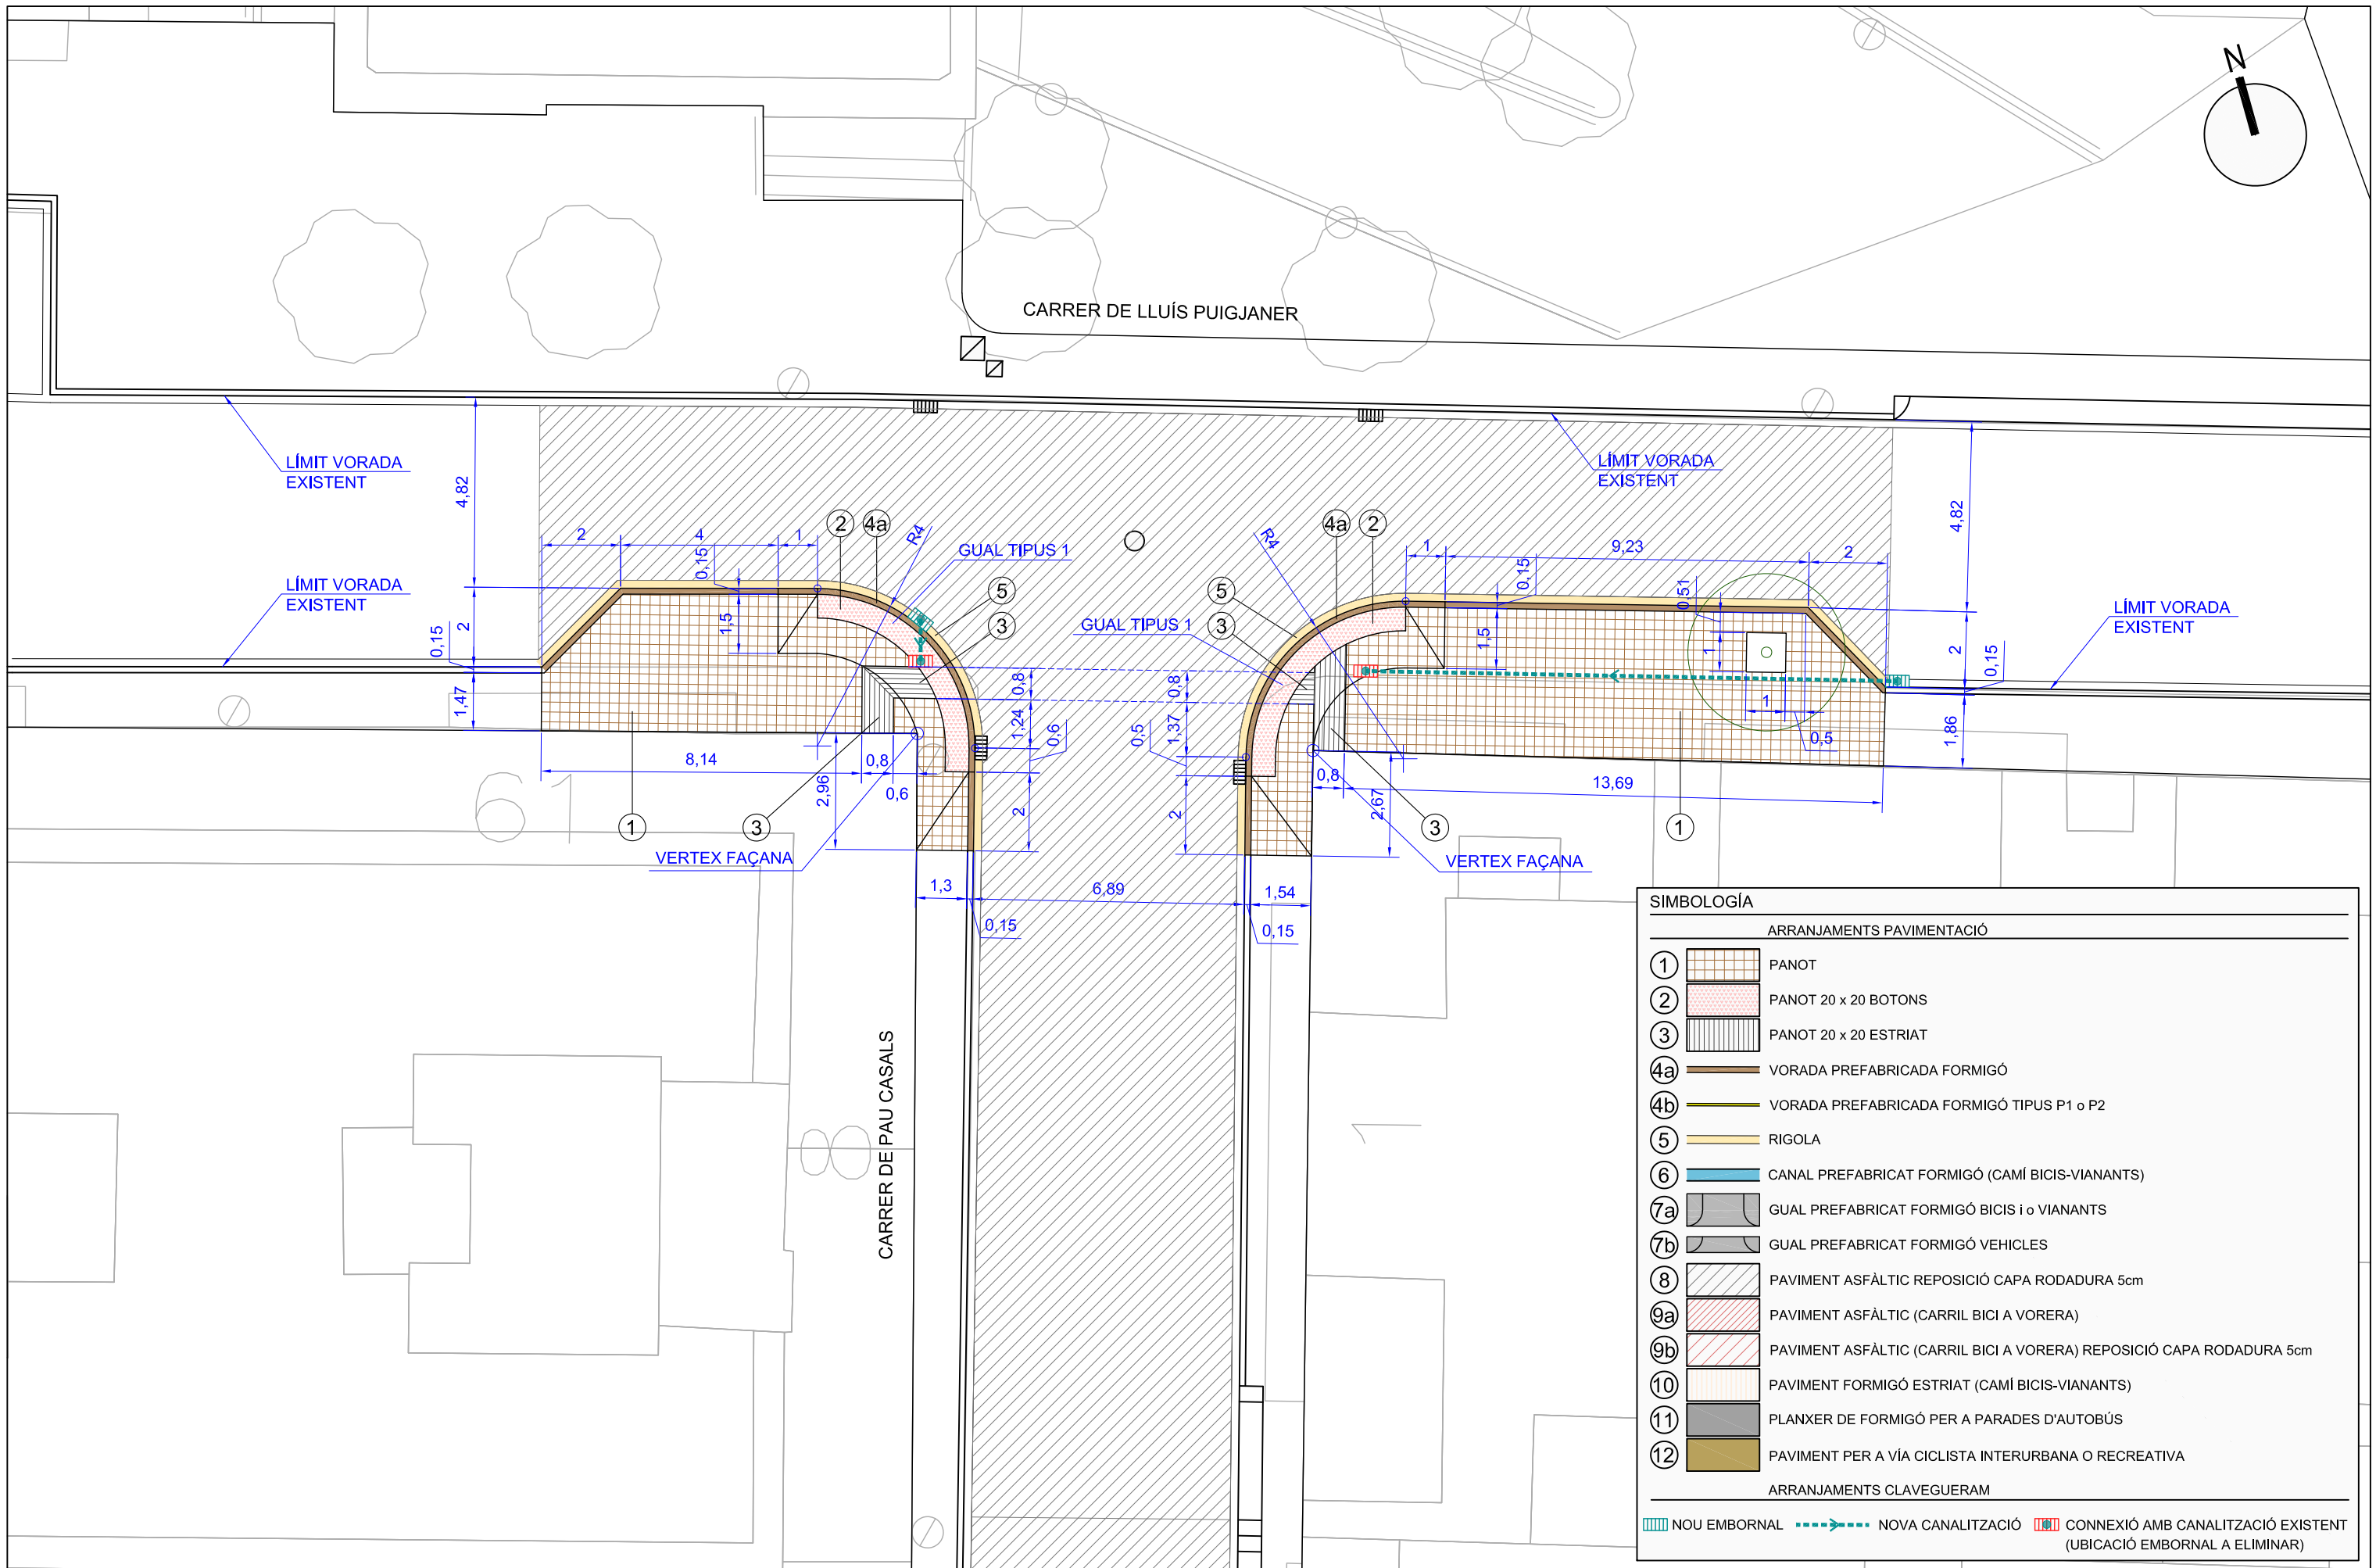 N
CARRER DE LLUÍS PUIGJANER
LÍMIT VORADA
EXISTENT
LÍMIT VORADA
EXISTENT
4,82
4,82
2
4
1
0,15
2
4a
R4
GUAL TIPUS 1
5
3
4a
2
R4
1
9,23
0,15
2
0,51
LÍMIT VORADA
EXISTENT
5
3
GUAL TIPUS 1
LÍMIT VORADA
EXISTENT
0,15
2
1,5
1,5
1
2
0,15
1,47
0,8
1,24
0,6
0,8
1,37
0,5
1
0,5
1,86
8,14
0,8
0,6
2,96
2
2
0,8
2,67
13,69
1
3
3
1
VERTEX FAÇANA
VERTEX FAÇANA
1,3
6,89
1,54
0,15
0,15
61
8
1
CARRER DE PAU CASALS
SIMBOLOGÍA
ARRANJAMENTS PAVIMENTACIÓ
1 PANOT
2 PANOT 20 x 20 BOTONS
3 PANOT 20 x 20 ESTRIAT
4a VORADA PREFABRICADA FORMIGÓ
4b VORADA PREFABRICADA FORMIGÓ TIPUS P1 o P2
5 RIGOLA
6 CANAL PREFABRICAT FORMIGÓ (CAMÍ BICIS-VIANANTS)
7a GUAL PREFABRICAT FORMIGÓ BICIS i o VIANANTS
7b GUAL PREFABRICAT FORMIGÓ VEHICLES
8 PAVIMENT ASFÀLTIC REPOSICIÓ CAPA RODADURA 5cm
9a PAVIMENT ASFÀLTIC (CARRIL BICI A VORERA)
9b PAVIMENT ASFÀLTIC (CARRIL BICI A VORERA) REPOSICIÓ CAPA RODADURA 5cm
10 PAVIMENT FORMIGÓ ESTRIAT (CAMÍ BICIS-VIANANTS)
11 PLANXER DE FORMIGÓ PER A PARADES D'AUTOBÚS
12 PAVIMENT PER A VÍA CICLISTA INTERURBANA O RECREATIVA
ARRANJAMENTS CLAVEGUERAM
NOU EMBORNAL NOVA CANALITZACIÓ CONNEXIÓ AMB CANALITZACIÓ EXISTENT
(UBICACIÓ EMBORNAL A ELIMINAR)